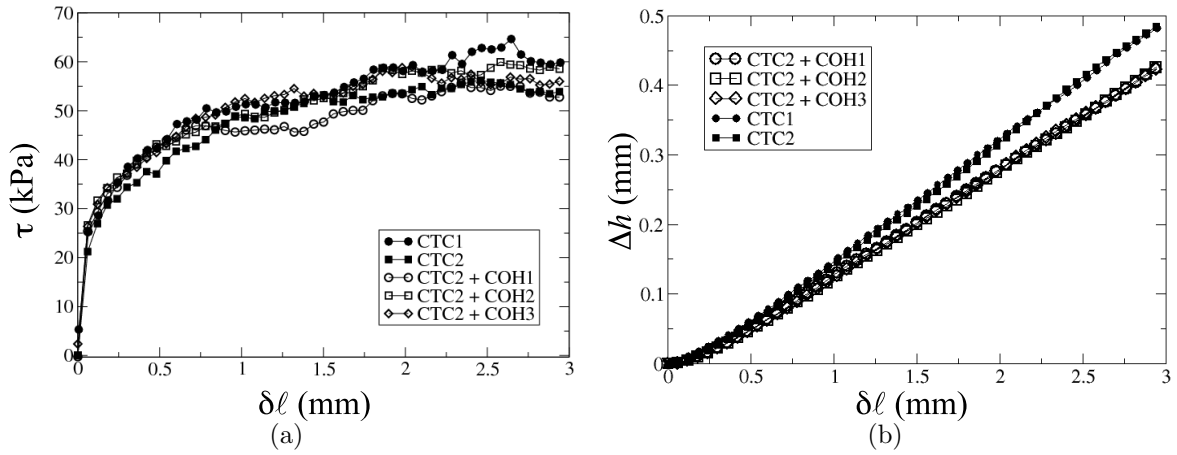 70
60
50
40
30
20
10
0
τ (kPa)
CTC1
CTC2
CTC2 + COH1
CTC2 + COH2
CTC2 + COH3
0 0.5 1 1.5 2 2.5 3
δℓ (mm)
(a)
0.5
0.4
0.3
0.2
0.1
0
Δh (mm)
CTC2 + COH1
CTC2 + COH2
CTC2 + COH3
CTC1
CTC2
0 0.5 1 1.5 2 2.5 3
δℓ (mm)
(b)